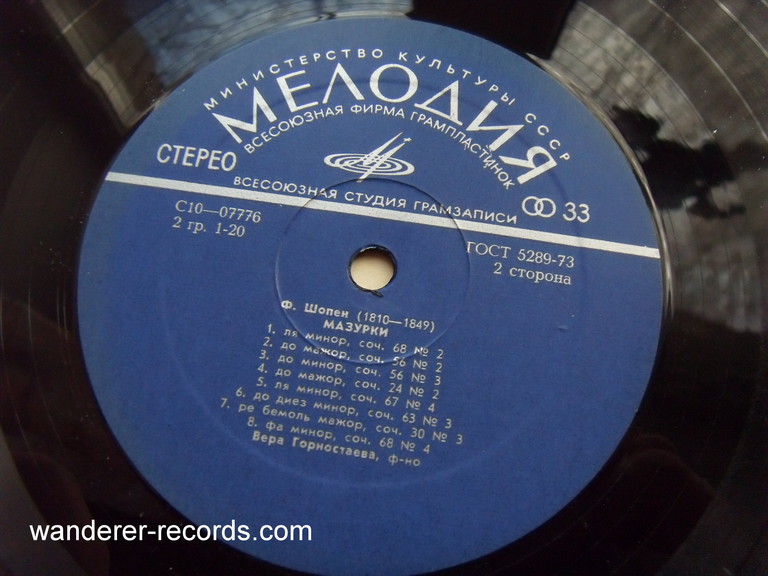 МИНИСТЕРСТВО КУЛЬТУРЫ СССР
МЕЛОДИЯ
ВСЕСОЮЗНАЯ ФИРМА ГРАМПЛАСТИНОК
СТЕРЕО
ВСЕСОЮЗНАЯ СТУДИЯ ГРАМЗАПИСИ
33
С10—07776
2 гр. 1-20
ГОСТ 5289-73
2 сторона
Ф. Шопен (1810—1849)
МАЗУРКИ
1. ля минор, соч. 68 № 2
2. до мажор, соч. 56 № 2
3. до минор, соч. 56 № 3
4. до мажор, соч. 24 № 2
5. ля минор, соч. 67 № 4
6. до диез минор, соч. 63 № 3
7. ре бемоль мажор, соч. 30 № 3
8. фа минор, соч. 68 № 4
Вера Горностаева, ф-но
wanderer-records.com